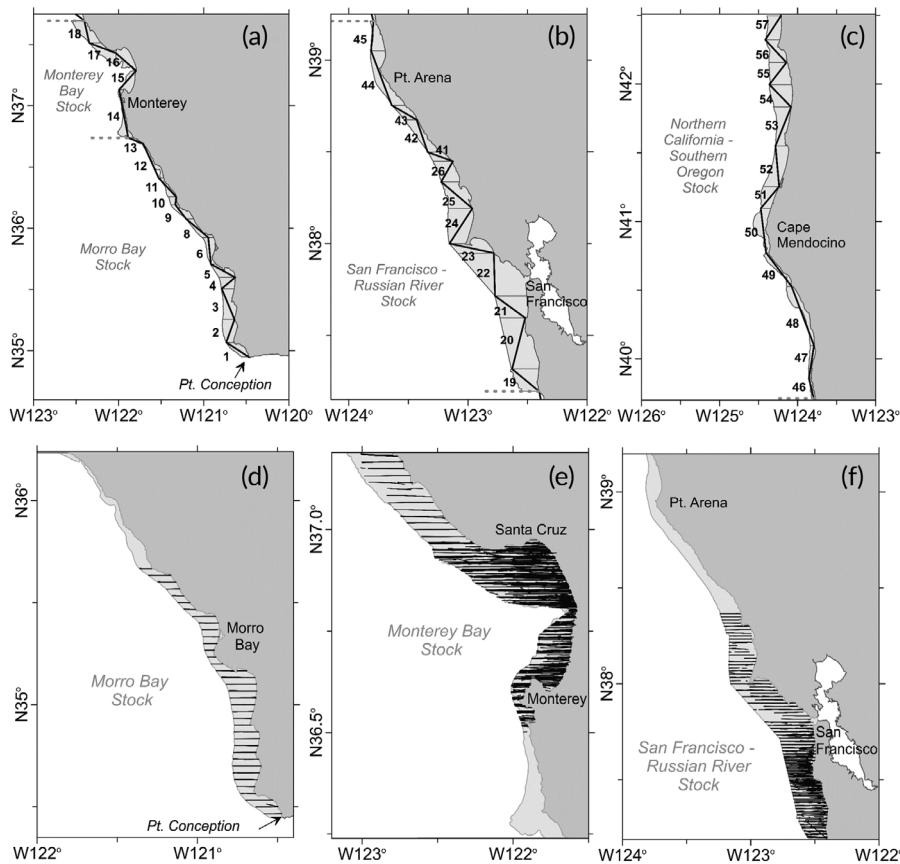 (a)
18
17
16
15
Monterey
Bay
Stock
Monterey
14
13
12
11
10
9
8
6
5
4
3
2
1
Morro Bay
Stock
Pt. Conception
N37°
N36°
N35°
W123° W122° W121° W120°
(b)
45
Pt. Arena
44
43
42
41
26
25
24
23
22
21
20
19
San Francisco -
Russian River
Stock
San
Francisco
N39°
N38°
W124° W123° W122°
(c)
57
56
55
54
53
52
51
50
49
48
47
46
Northern
California -
Southern
Oregon
Stock
Cape
Mendocino
N42°
N41°
N40°
W126° W125° W124° W123°
(d)
Morro
Bay
Morro Bay
Stock
Pt. Conception
N36°
N35°
W122° W121°
(e)
Santa Cruz
Monterey Bay
Stock
Monterey
N37.0°
N36.5°
W123° W122°
(f)
Pt. Arena
San
Francisco
San Francisco -
Russian River
Stock
N39°
N38°
W124° W123° W122°